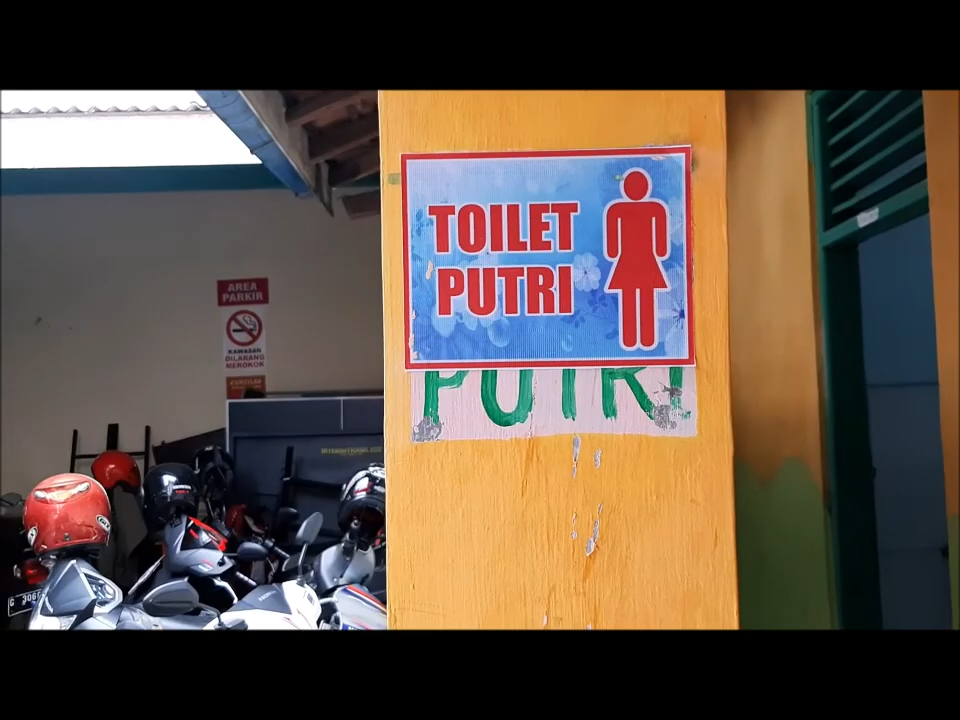 TOILET
PUTRI
PUTRI
AREA
PARKIR
KAWASAN
DILARANG
MEROKOK